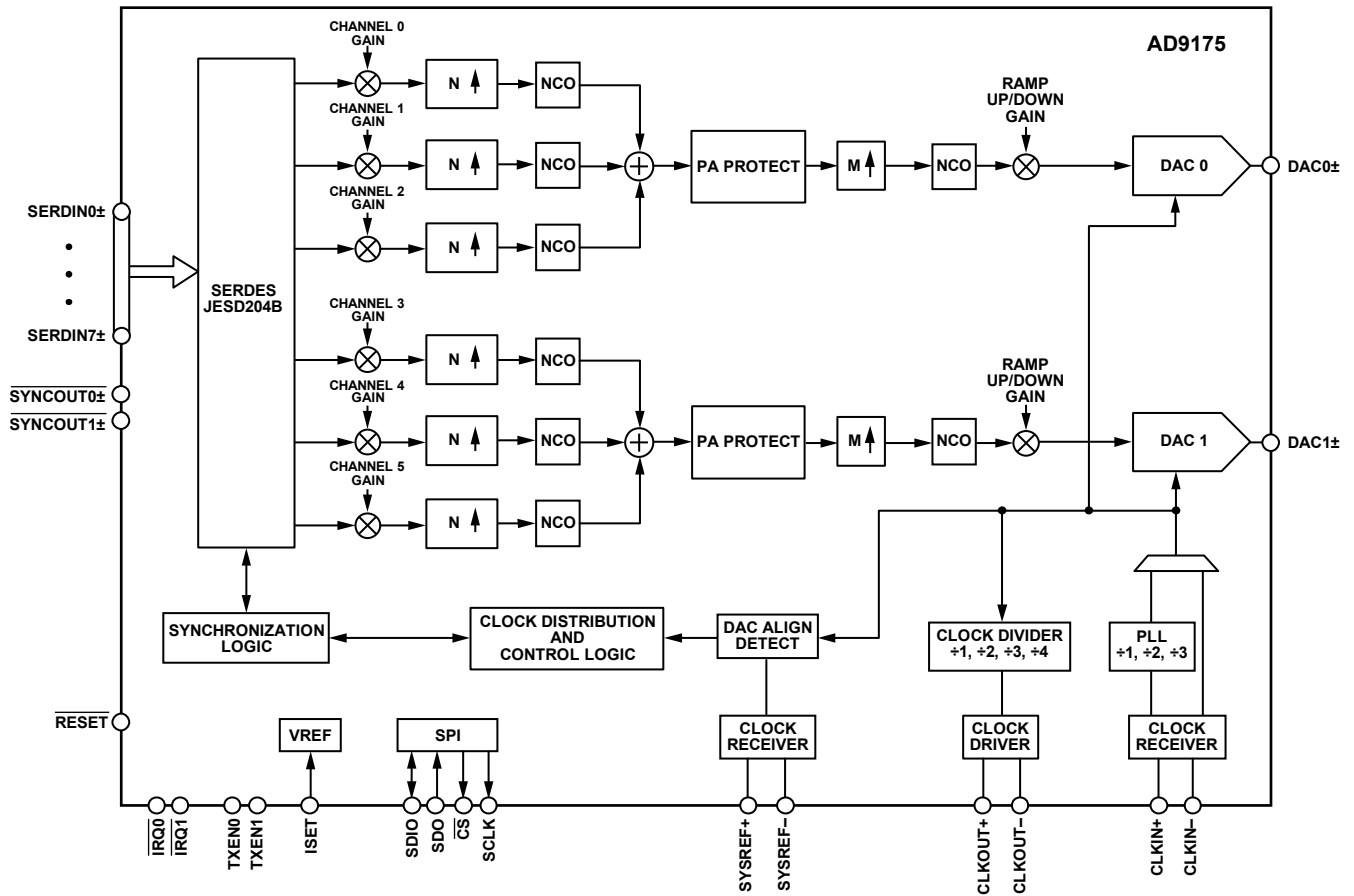 AD9175
CHANNEL 0
GAIN
N
NCO
CHANNEL 1
GAIN
N
NCO
CHANNEL 2
GAIN
N
NCO
PA PROTECT
M
NCO
RAMP
UP/DOWN
GAIN
DAC 0
DAC0±
SERDIN0±
SERDIN7±
SERDES
JESD204B
SYNCOUT0±
SYNCOUT1±
CHANNEL 3
GAIN
N
NCO
CHANNEL 4
GAIN
N
NCO
CHANNEL 5
GAIN
N
NCO
PA PROTECT
M
NCO
RAMP
UP/DOWN
GAIN
DAC 1
DAC1±
SYNCHRONIZATION
LOGIC
CLOCK DISTRIBUTION
AND
CONTROL LOGIC
DAC ALIGN
DETECT
CLOCK DIVIDER
÷1, ÷2, ÷3, ÷4
PLL
÷1, ÷2, ÷3
RESET
VREF
SPI
CLOCK
RECEIVER
CLOCK
DRIVER
CLOCK
RECEIVER
IRQ0
IRQ1
TXEN0
TXEN1
ISET
SDIO
SDO
CS
SCLK
SYSREF+
SYSREF−
CLKOUT+
CLKOUT−
CLKIN+
CLKIN−